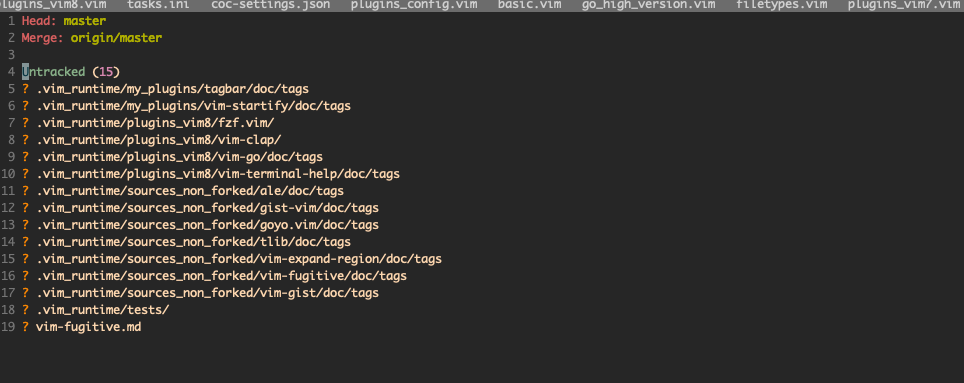 plugins_vim8.vim tasks.ini coc-settings.json plugins_config.vim basic.vim go_high_version.vim filetypes.vim plugins_vim7.vim
1 Head: master
2 Merge: origin/master
3
4 Untracked (15)
5 ? .vim_runtime/my_plugins/tagbar/doc/tags
6 ? .vim_runtime/my_plugins/vim-startify/doc/tags
7 ? .vim_runtime/plugins_vim8/fzf.vim/
8 ? .vim_runtime/plugins_vim8/vim-clap/
9 ? .vim_runtime/plugins_vim8/vim-go/doc/tags
10 ? .vim_runtime/plugins_vim8/vim-terminal-help/doc/tags
11 ? .vim_runtime/sources_non_forked/ale/doc/tags
12 ? .vim_runtime/sources_non_forked/gist-vim/doc/tags
13 ? .vim_runtime/sources_non_forked/goyo.vim/doc/tags
14 ? .vim_runtime/sources_non_forked/tlib/doc/tags
15 ? .vim_runtime/sources_non_forked/vim-expand-region/doc/tags
16 ? .vim_runtime/sources_non_forked/vim-fugitive/doc/tags
17 ? .vim_runtime/sources_non_forked/vim-gist/doc/tags
18 ? .vim_runtime/tests/
19 ? vim-fugitive.md